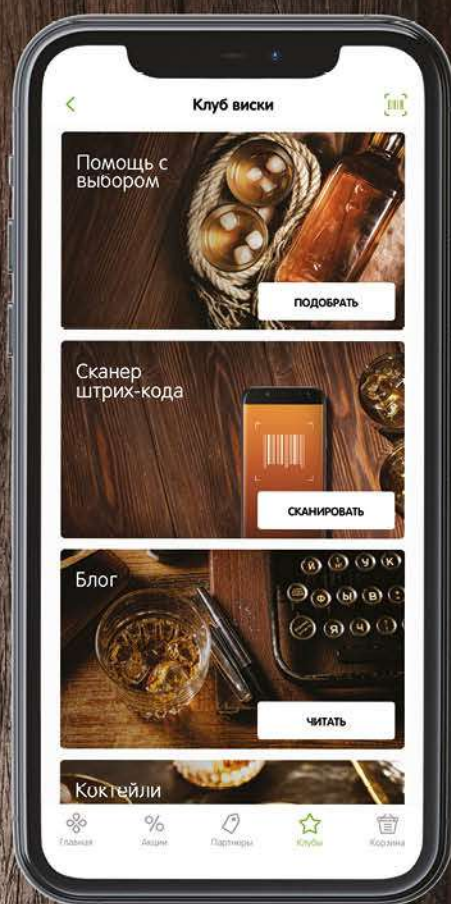 Клуб виски
Помощь с
выбором
ПОДОБРАТЬ
Сканер
штрих-кода
СКАНИРОВАТЬ
Блог
Й У К
Ф Ы В
Я Ч
ЧИТАТЬ
Коктейли
Главная
Акции
Партнеры
Клубы
Корзина